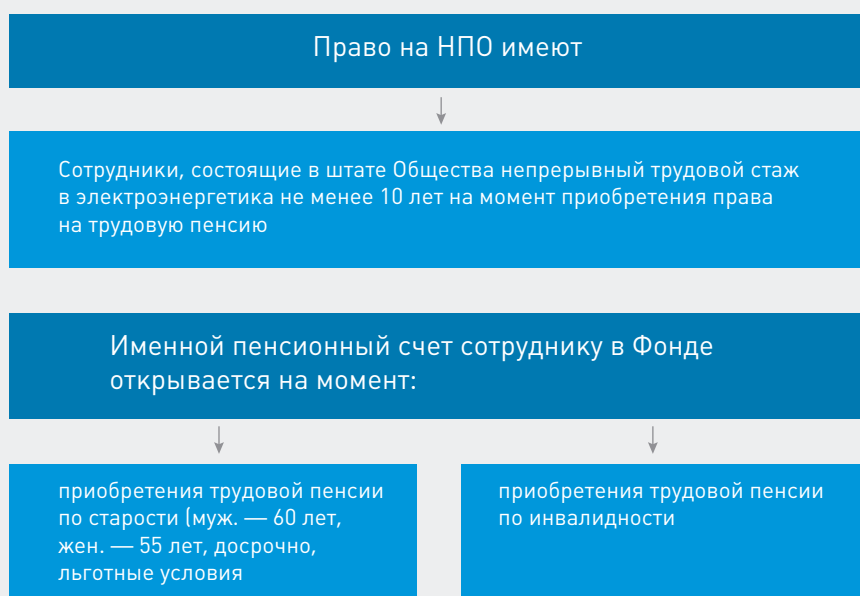 Право на НПО имеют
Сотрудники, состоящие в штате Общества непрерывный трудовой стаж
в электроэнергетика не менее 10 лет на момент приобретения права
на трудовую пенсию
Именной пенсионный счет сотруднику в Фонде
открывается на момент:
приобретения трудовой пенсии
по старости (муж. — 60 лет,
жен. — 55 лет, досрочно,
льготные условия
приобретения трудовой пенсии
по инвалидности